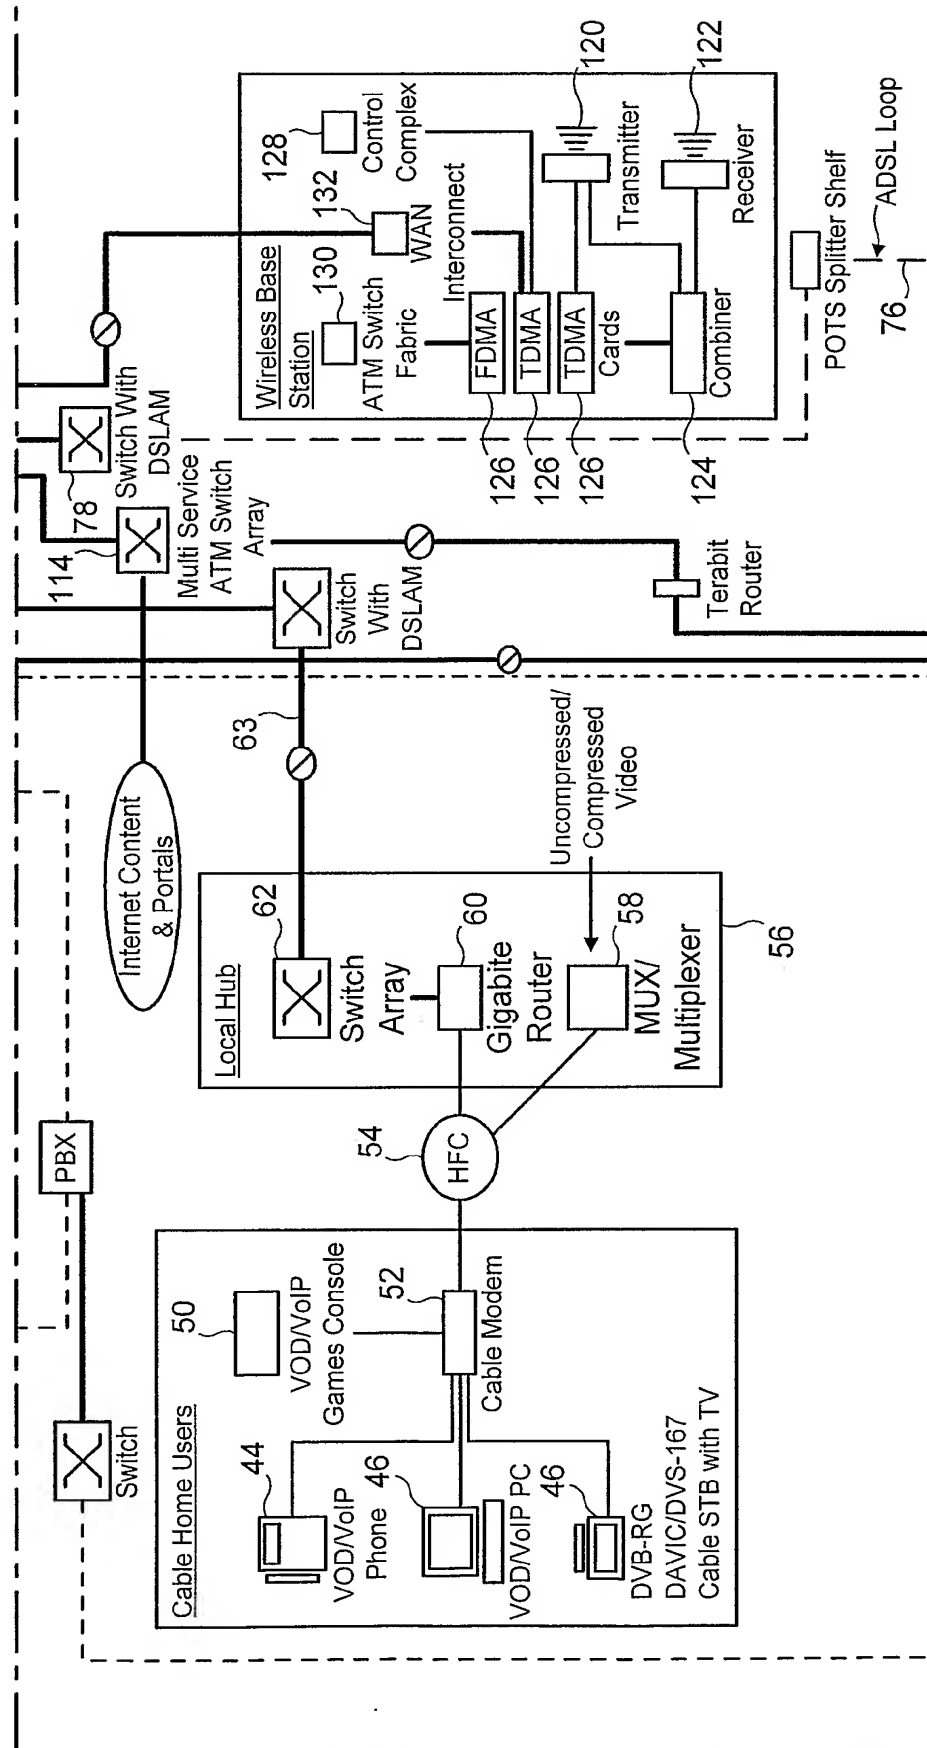 Cable Home Users
44
VOD/VoIP
Phone
46
VOD/VoIP PC
46
DVB-RG
DAVIC/DVS-167
Cable STB with TV
50
VOD/VoIP
Games Console
52
Cable Modem
Switch
PBX
54
HFC
Local Hub
62
Switch
Array
60
Gigabite
Router
58
MUX/
Multiplexer
56
Uncompressed/
Compressed
Video
Internet Content
& Portals
63
Switch
With
DSLAM
114
Multi Service
ATM Switch
Array
78
Switch With
DSLAM
Terabit
Router
Wireless Base
Station
130
ATM Switch
Fabric
132
WAN
Interconnect
128
Control
Complex
FDMA
126
TDMA
126
TDMA
Cards
126
Combiner
124
120
Transmitter
122
Receiver
POTS Splitter Shelf
76
ADSL Loop